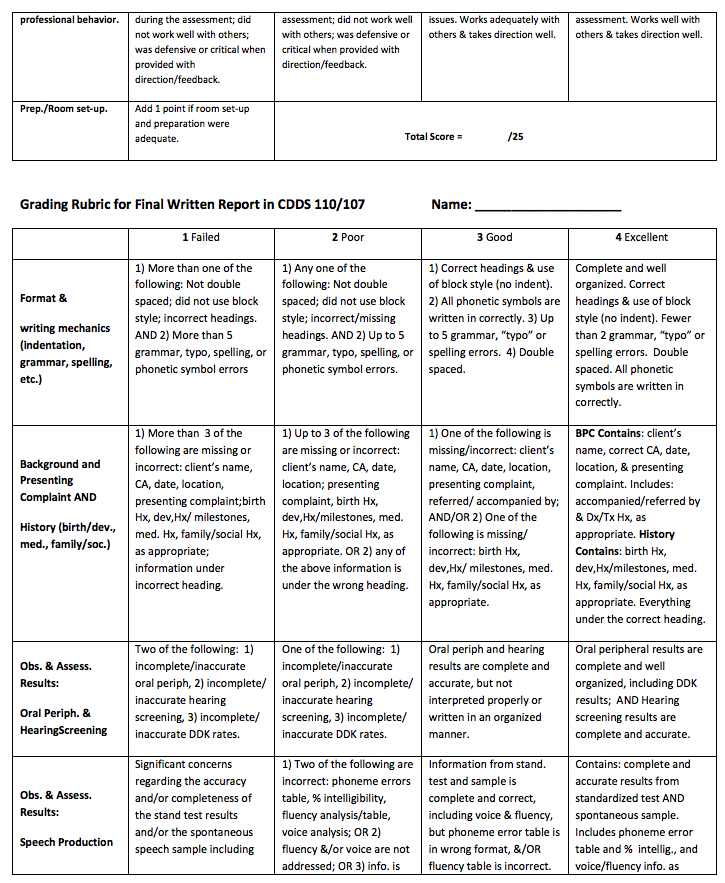 professional behavior.
during the assessment; did
not work well with others;
was defensive or critical when
provided with
direction/feedback.
assessment; did not work well
with others; was defensive or
critical when provided with
direction/feedback.
issues. Works adequately with
others & takes direction well.
assessment. Works well with
others & takes direction well.
Prep./Room set-up.
Add 1 point if room set-up
and preparation were
adequate.
Total Score = /25
Grading Rubric for Final Written Report in CDDS 110/107 Name: ______________________
1 Failed
2 Poor
3 Good
4 Excellent
Format &
writing mechanics
(indentation,
grammar, spelling,
etc.)
1) More than one of the
following: Not double
spaced; did not use block
style; incorrect headings.
AND 2) More than 5
grammar, typo, spelling, or
phonetic symbol errors
1) Any one of the
following: Not double
spaced; did not use block
style; incorrect/missing
headings. AND 2) Up to 5
grammar, typo, spelling, or
phonetic symbol errors.
1) Correct headings & use
of block style (no indent).
2) All phonetic symbols are
written in correctly. 3) Up
to 5 grammar, “typo” or
spelling errors. 4) Double
spaced.
Complete and well
organized. Correct
headings & use of block
style (no indent). Fewer
than 2 grammar, “typo” or
spelling errors. Double
spaced. All phonetic
symbols are written in
correctly.
Background and
Presenting
Complaint AND
History (birth/dev.,
med., family/soc.)
1) More than 3 of the
following are missing or
incorrect: client’s name,
CA, date, location,
presenting complaint;birth
Hx, dev,Hx/ milestones,
med. Hx, family/social Hx,
as appropriate;
information under
incorrect heading.
1) Up to 3 of the following
are missing or incorrect:
client’s name, CA, date,
location; presenting
complaint, birth Hx,
dev,Hx/milestones, med.
Hx, family/social Hx, as
appropriate. OR 2) any of
the above information is
under the wrong heading.
1) One of the following is
missing/incorrect: client’s
name, CA, date, location,
presenting complaint,
referred/ accompanied by;
AND/OR 2) One of the
following is missing/
incorrect: birth Hx,
dev,Hx/ milestones, med.
Hx, family/social Hx, as
appropriate.
BPC Contains: client’s
name, correct CA, date,
location, & presenting
complaint. Includes:
accompanied/referred by
& Dx/Tx Hx, as
appropriate. History
Contains: birth Hx,
dev,Hx/milestones, med.
Hx, family/social Hx, as
appropriate. Everything
under the correct heading.
Obs. & Assess.
Results:
Oral Periph. &
HearingScreening
Two of the following: 1)
incomplete/inaccurate
oral periph, 2) incomplete/
inaccurate hearing
screening, 3) incomplete/
inaccurate DDK rates.
One of the following: 1)
incomplete/inaccurate
oral periph, 2) incomplete/
inaccurate hearing
screening, 3) incomplete/
inaccurate DDK rates.
Oral periph and hearing
results are complete and
accurate, but not
interpreted properly or
written in an organized
manner.
Oral peripheral results are
complete and well
organized, including DDK
results; AND Hearing
screening results are
complete and accurate.
Obs. & Assess.
Results:
Speech Production
Significant concerns
regarding the accuracy
and/or completeness of
the stand test results
and/or the spontaneous
speech sample including
1) Two of the following are
incorrect: phoneme errors
table, % intelligibility,
fluency analysis/table,
voice analysis; OR 2)
fluency &/or voice are not
addressed; OR 3) info. is
Information from stand.
test and sample is
complete and correct,
including voice & fluency,
but phoneme error table is
in wrong format, &/OR
fluency table is incorrect.
Contains: complete and
accurate results from
standardized test AND
spontaneous sample.
Includes phoneme error
table and % intellig., and
voice/fluency info. as